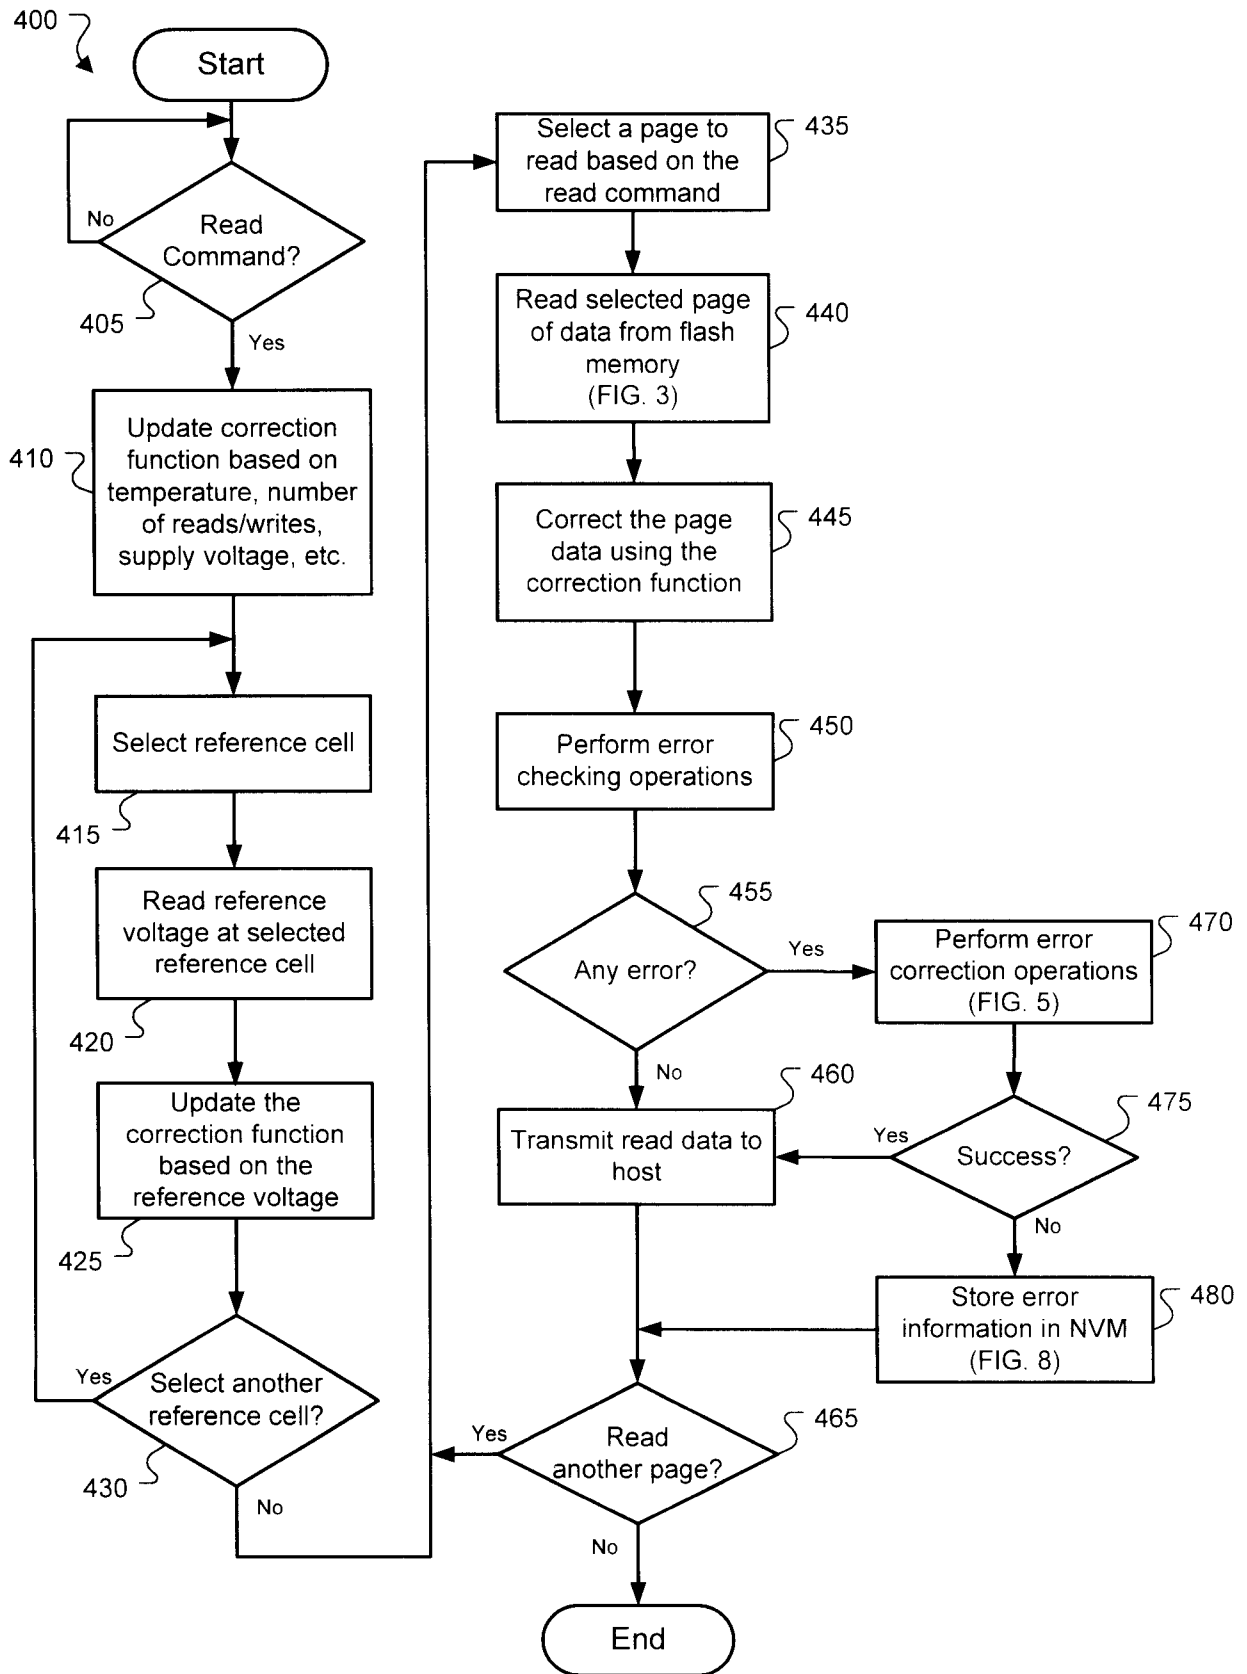 400
Start
Read
Command?
No
405
Yes
410
Update correction
function based on
temperature, number
of reads/writes,
supply voltage, etc.
Select reference cell
415
Read reference
voltage at selected
reference cell
420
Update the
correction function
based on the
reference voltage
425
Yes
Select another
reference cell?
430
No
Select a page to
read based on the
read command
435
Read selected page
of data from flash
memory
(FIG. 3)
440
Correct the page
data using the
correction function
445
Perform error
checking operations
450
455
Any error?
Yes
No
Perform error
correction operations
(FIG. 5)
470
460
Transmit read data to
host
475
Yes
Success?
No
Store error
information in NVM
(FIG. 8)
480
465
Yes
Read
another page?
No
End